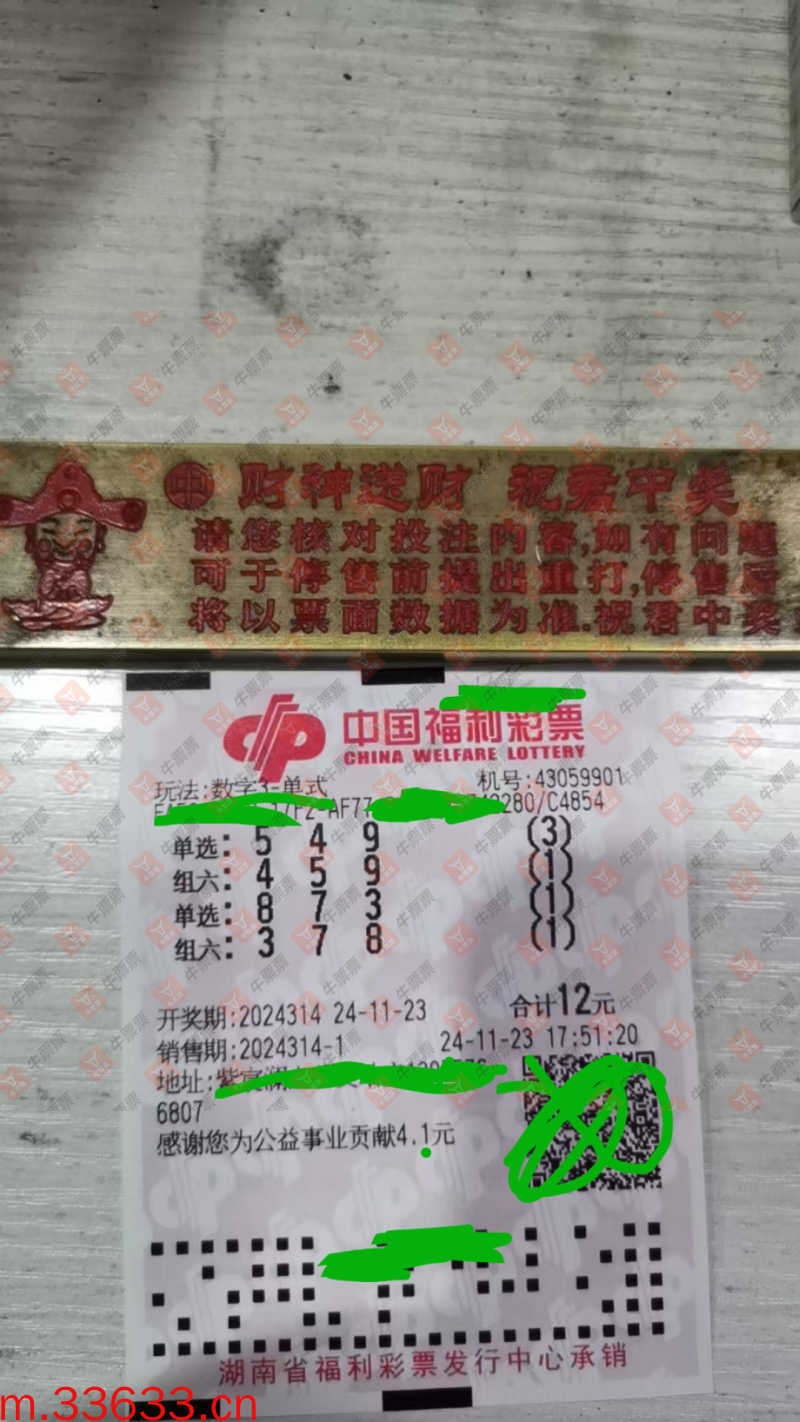 中 财神送财 祝君中奖
请您核对投注内容,如有问题
可于停售前提出重打,停售后
将以票面数据为准.祝君中奖
中国福利彩票
CHINA WELFARE LOTTERY
玩法:数字3-单式 机号:43059901
17F2-AF77 280/C4854
单选: 5 4 9 (3)
组六: 4 5 9 (1)
单选: 8 7 3 (1)
组六: 3 7 8 (1)
开奖期:2024314 24-11-23 合计12元
销售期:2024314-1 24-11-23 17:51:20
地址:
6807
感谢您为公益事业贡献4.1元
湖南省福利彩票发行中心承销
m.33633.cn
牛票票